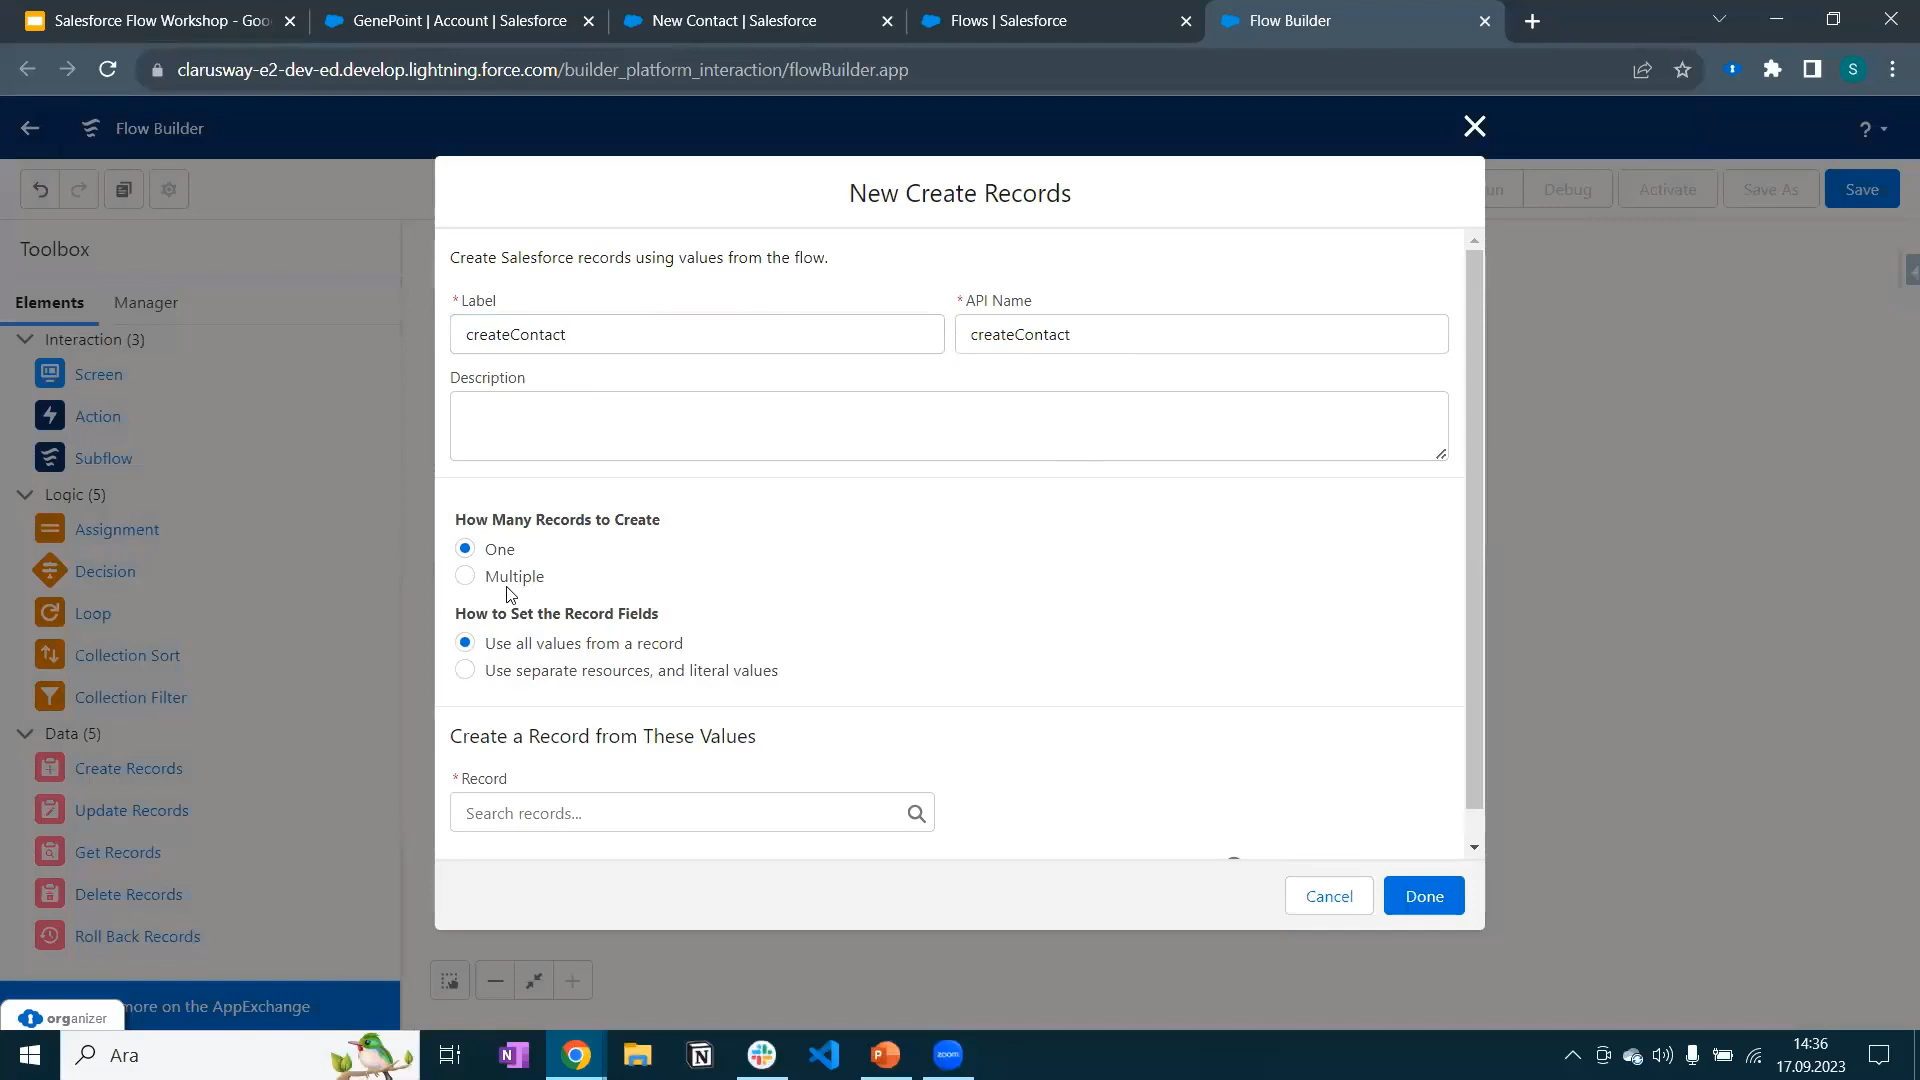 Salesforce Flow Workshop - Goo
GenePoint | Account | Salesforce
New Contact | Salesforce
Flows | Salesforce
Flow Builder
clarusway-e2-dev-ed.develop.lightning.force.com/builder_platform_interaction/flowBuilder.app
S
Flow Builder
?
New Create Records
un
Debug
Activate
Save As
Save
Toolbox
Elements
Manager
Interaction (3)
Screen
Action
Subflow
Logic (5)
Assignment
Decision
Loop
Collection Sort
Collection Filter
Data (5)
Create Records
Update Records
Get Records
Delete Records
Roll Back Records
more on the AppExchange
organizer
Create Salesforce records using values from the flow.
*Label
*API Name
createContact
createContact
Description
How Many Records to Create
One
Multiple
How to Set the Record Fields
Use all values from a record
Use separate resources, and literal values
Create a Record from These Values
*Record
Search records...
Cancel
Done
Ara
zoom
14:36
17.09.2023